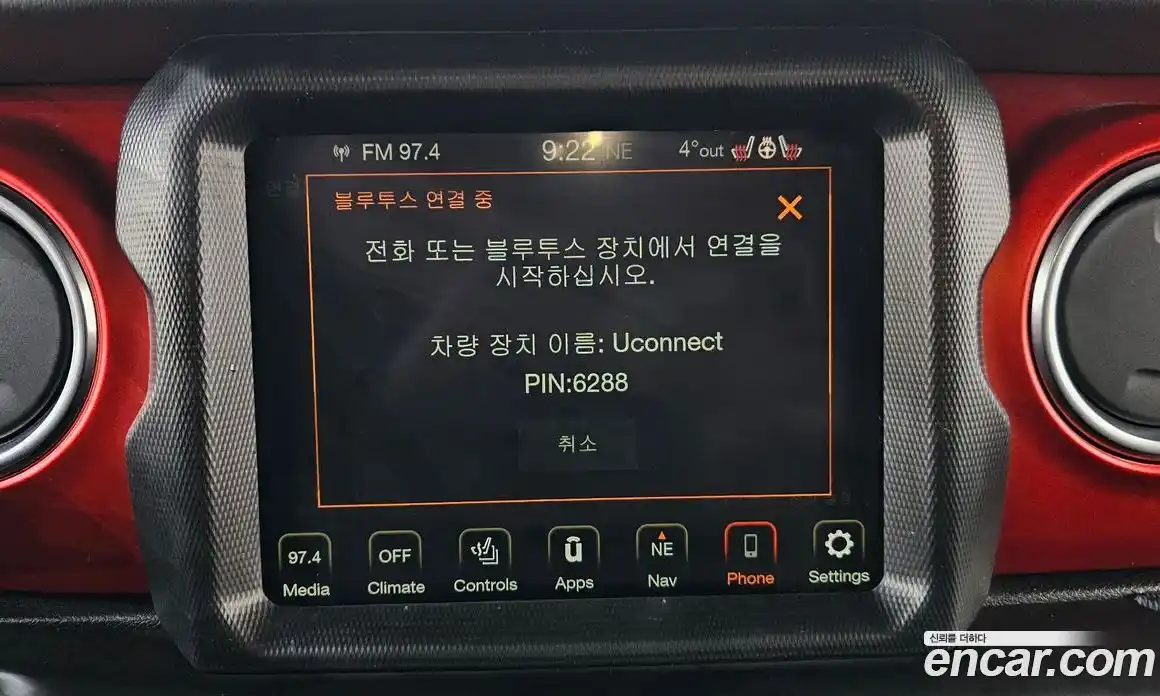 FM 97.4 9:22 NE 4°out
블루투스 연결 중
전화 또는 블루투스 장치에서 연결을
시작하십시오.
차량 장치 이름: Uconnect
PIN:6288
취소
97.4 OFF û NE
Media Climate Controls Apps Nav Phone Settings
신뢰를 더하다
encar.com